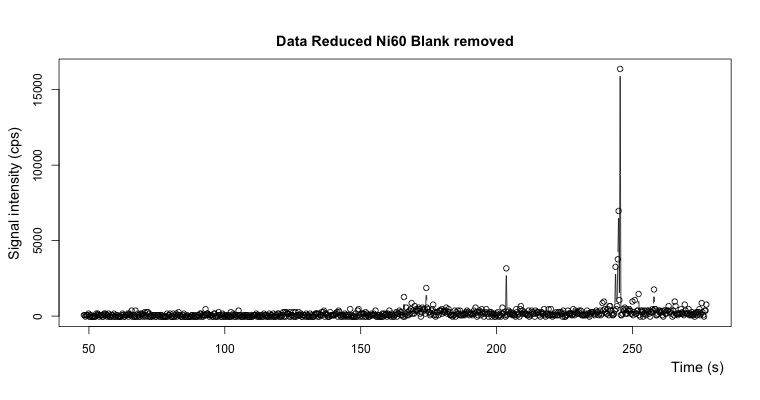 Data Reduced Ni60 Blank removed
Signal intensity (cps)
15000
10000
5000
0
50 100 150 200 250
Time (s)